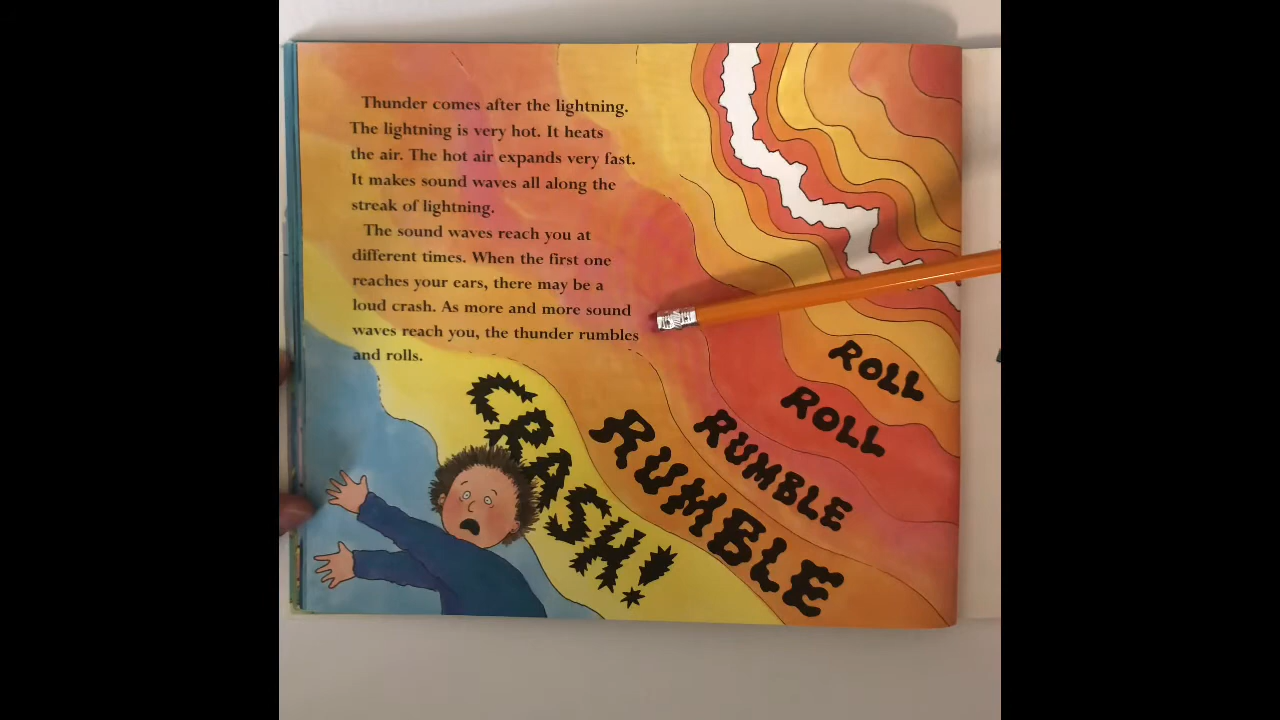 Thunder comes after the lightning.
The lightning is very hot. It heats
the air. The hot air expands very fast.
It makes sound waves all along the
streak of lightning.
The sound waves reach you at
different times. When the first one
reaches your ears, there may be a
loud crash. As more and more sound
waves reach you, the thunder rumbles
and rolls.
CRASH!
RUMBLE
RUMBLE
ROLL
ROLL